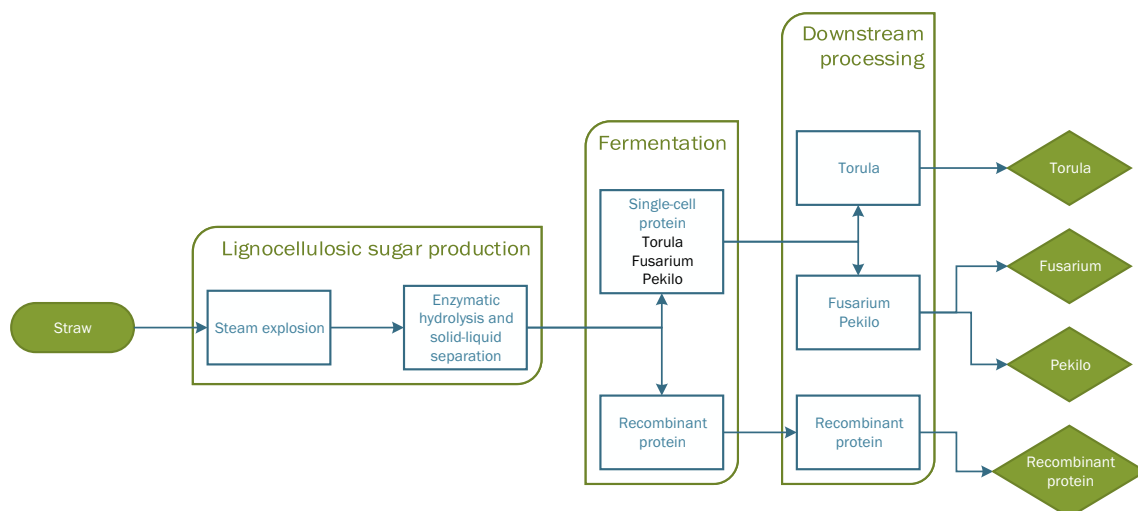 Downstream
processing
Fermentation
Torula
Torula
Single-cell
protein
Torula
Fusarium
Pekilo
Lignocellulosic sugar production
Fusarium
Straw
Steam explosion
Enzymatic
hydrolysis and
solid-liquid
separation
Fusarium
Pekilo
Pekilo
Recombinant
protein
Recombinant
protein
Recombinant
protein